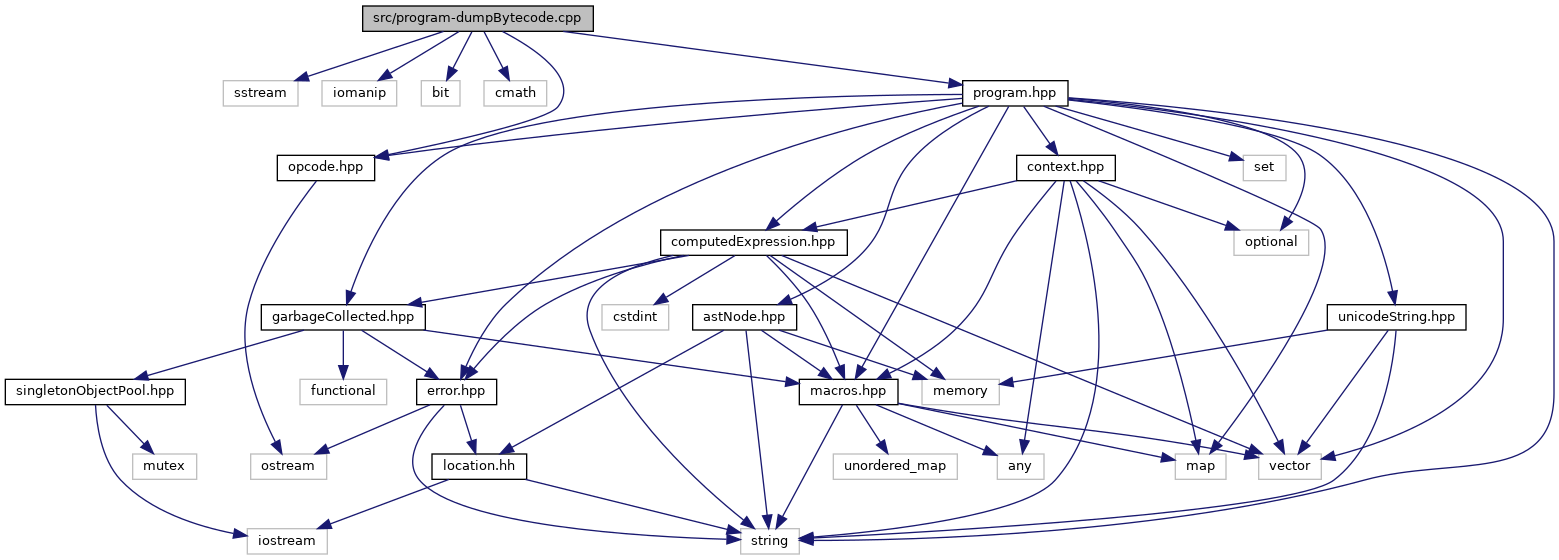 src/program-dumpBytecode.cpp
sstream
iomanip
bit
cmath
program.hpp
opcode.hpp
context.hpp
set
computedExpression.hpp
optional
garbageCollected.hpp
cstdint
astNode.hpp
unicodeString.hpp
singletonObjectPool.hpp
functional
error.hpp
macros.hpp
memory
mutex
ostream
location.hh
unordered_map
any
map
vector
iostream
string